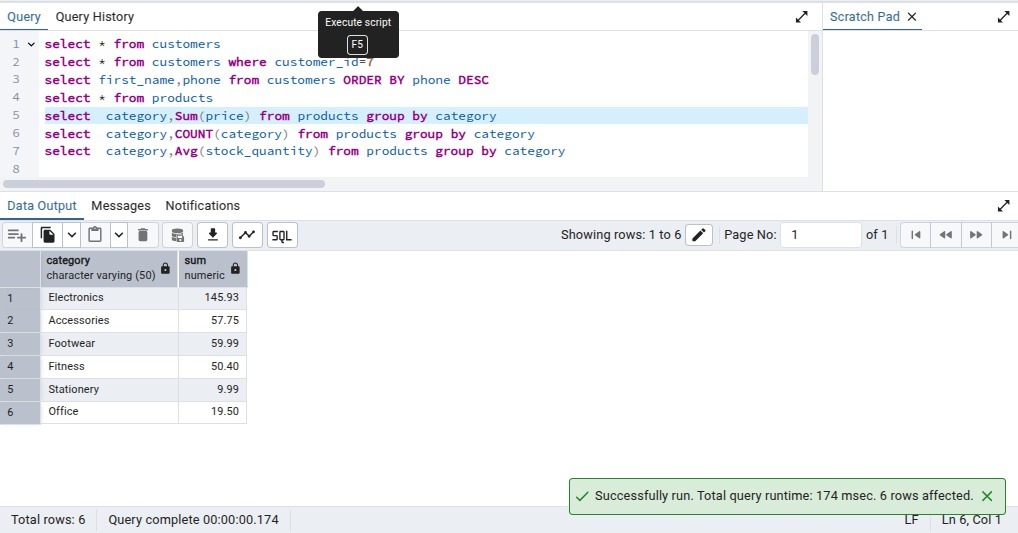 Query Query History
Execute script
F5
Scratch Pad
1 select * from customers
2 select * from customers where customer_id=7
3 select first_name,phone from customers ORDER BY phone DESC
4 select * from products
5 select  category,Sum(price) from products group by category
6 select  category,COUNT(category) from products group by category
7 select  category,Avg(stock_quantity) from products group by category
8
Data Output Messages Notifications
SQL Showing rows: 1 to 6 Page No: 1 of 1
category sum
character varying (50) numeric
1 Electronics 145.93
2 Accessories 57.75
3 Footwear 59.99
4 Fitness 50.40
5 Stationery 9.99
6 Office 19.50
Successfully run. Total query runtime: 174 msec. 6 rows affected.
Total rows: 6 Query complete 00:00:00.174 LF Ln 6, Col 1